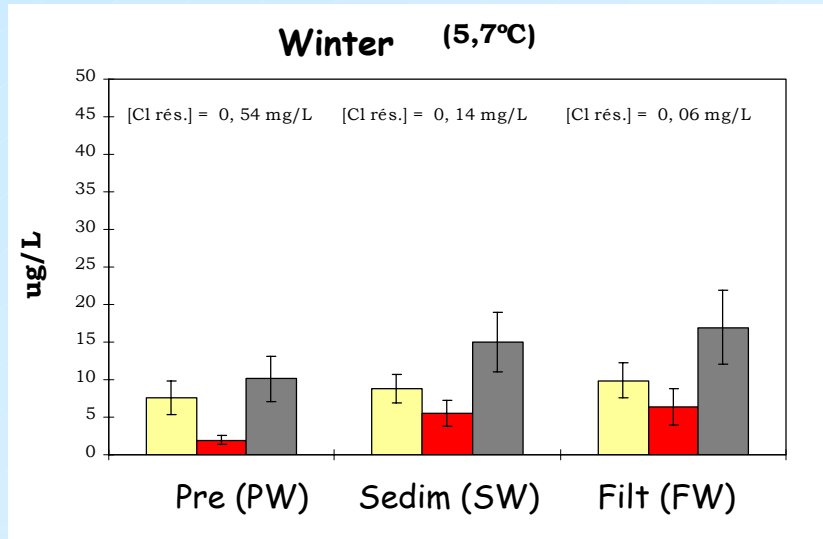 Winter (5,7ºC)
50
[Cl rés.] = 0, 54 mg/L [Cl rés.] = 0, 14 mg/L [Cl rés.] = 0, 06 mg/L
45
40
35
30
25
20
15
10
5
0
ug/L
Pre (PW) Sedim (SW) Filt (FW)